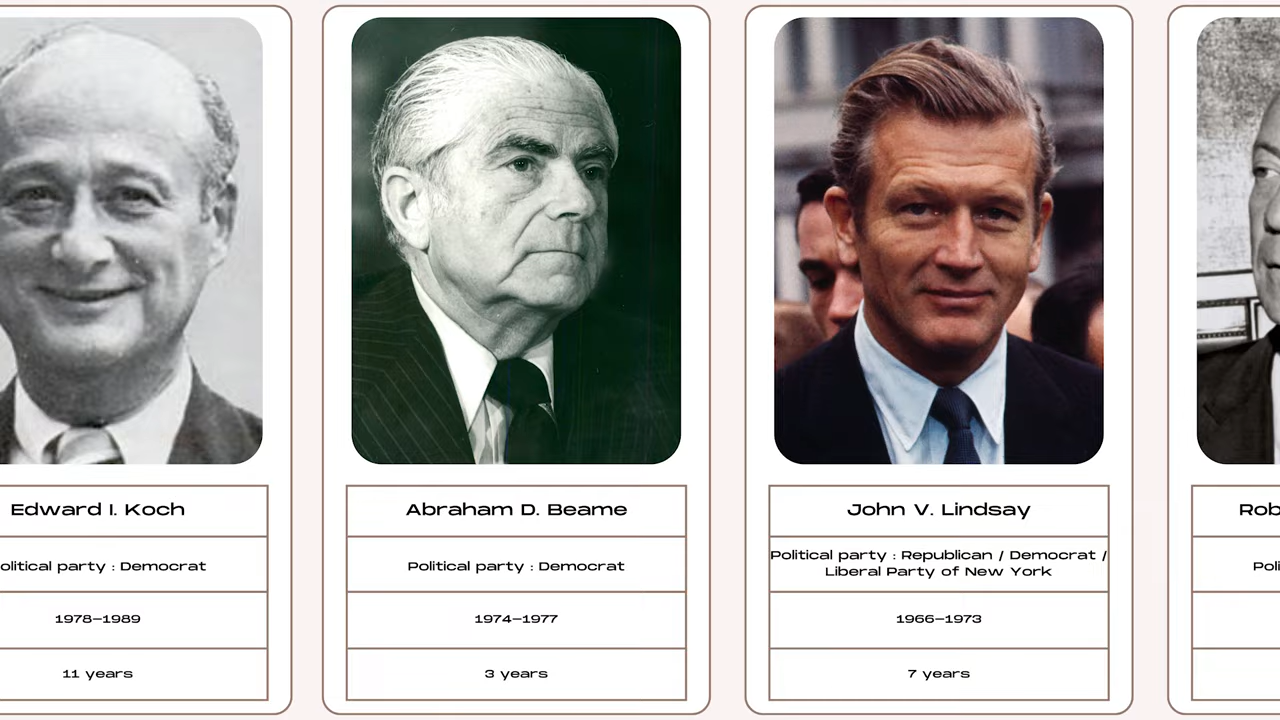 Edward I. Koch
olitical party : Democrat
1978–1989
11 years
Abraham D. Beame
Political party : Democrat
1974–1977
3 years
John V. Lindsay
Political party : Republican / Democrat /
Liberal Party of New York
1966–1973
7 years
Rob
Poli